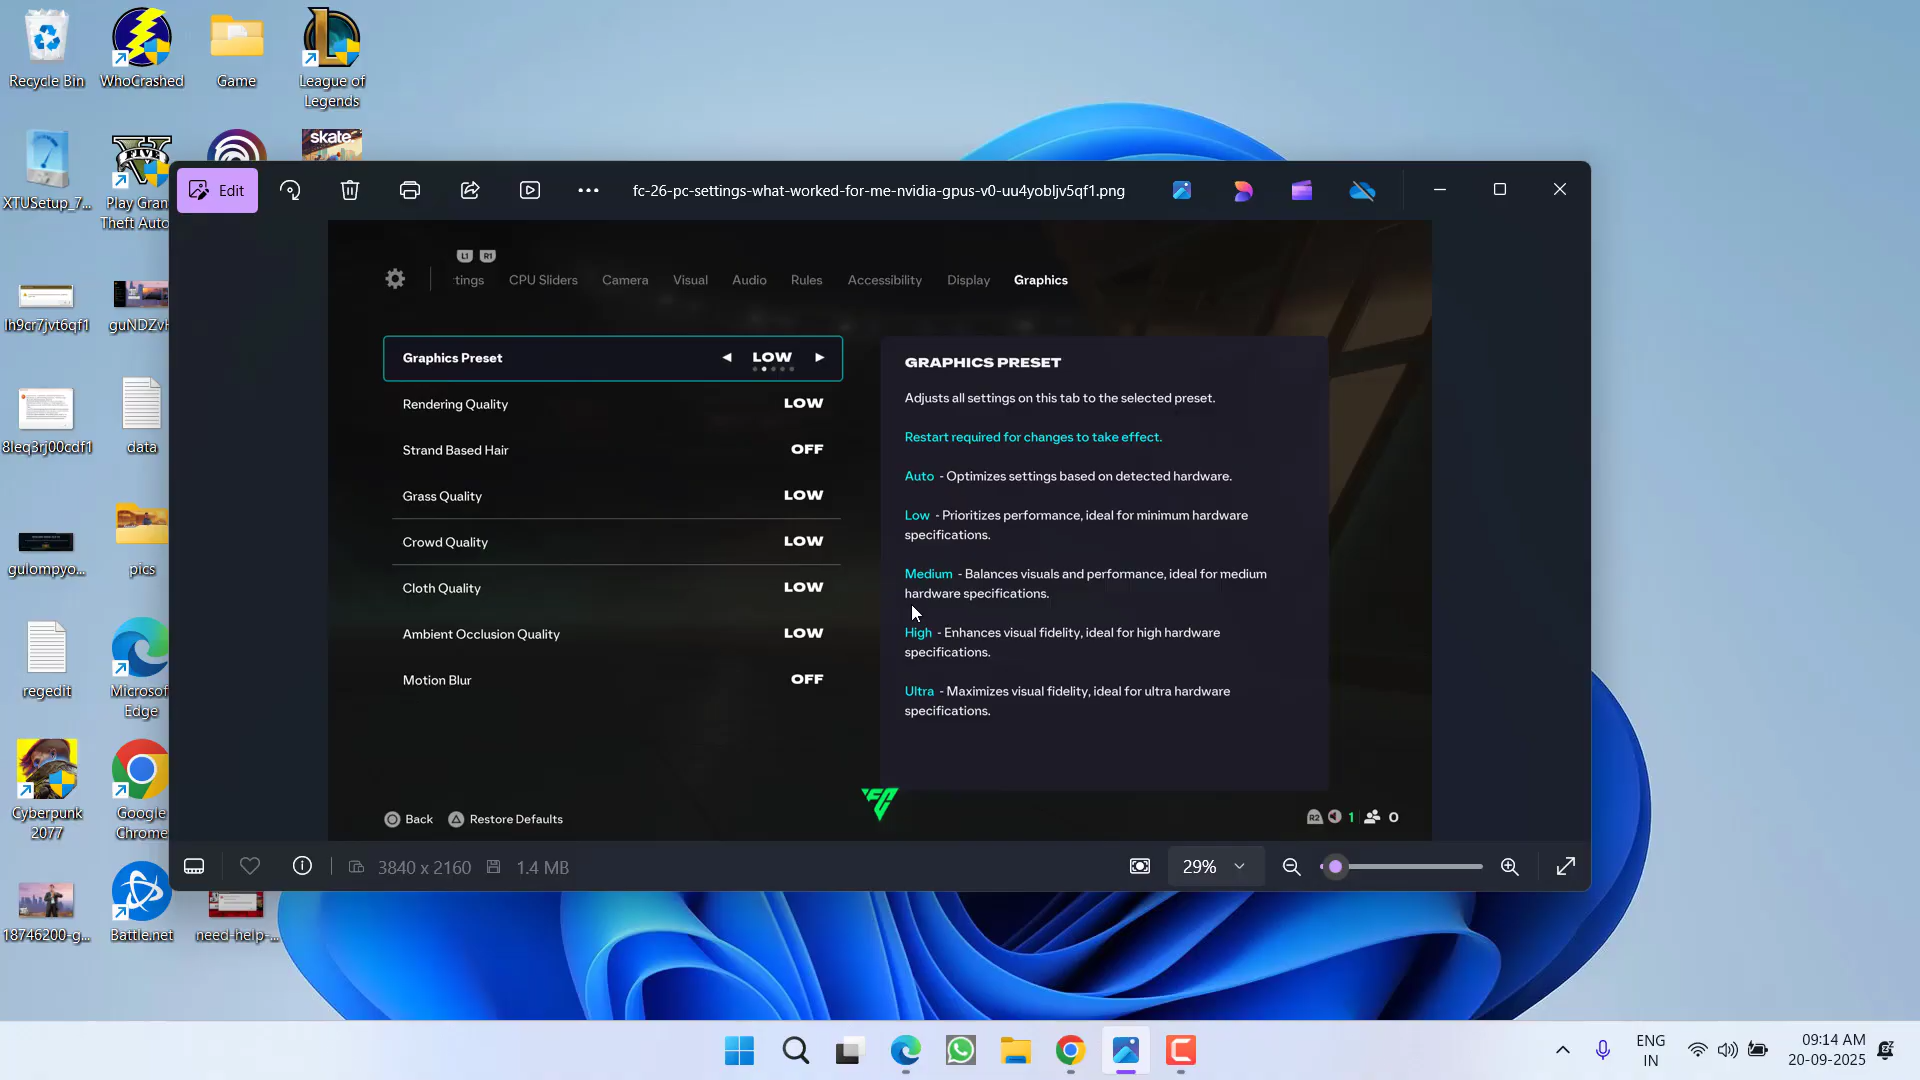 Recycle Bin
WhoCrashed
Game
League of
Legends
skate.
FIVE
XTUSetup_7...
Play Gran
Theft Auto
lh9cr7jvt6qf1
guNDZvH
8leq3rj00cdf1
data
gulompyo...
pics
regedit
Microsof
Edge
Cyberpunk
2077
Google
Chrome
18746200-g...
Battle.net
need-help-...
Edit
fc-26-pc-settings-what-worked-for-me-nvidia-gpus-v0-uu4yobljv5qf1.png
L1 R1
tings CPU Sliders Camera Visual Audio Rules Accessibility Display Graphics
Graphics Preset LOW
Rendering Quality LOW
Strand Based Hair OFF
Grass Quality LOW
Crowd Quality LOW
Cloth Quality LOW
Ambient Occlusion Quality LOW
Motion Blur OFF
GRAPHICS PRESET
Adjusts all settings on this tab to the selected preset.
Restart required for changes to take effect.
Auto - Optimizes settings based on detected hardware.
Low - Prioritizes performance, ideal for minimum hardware
specifications.
Medium - Balances visuals and performance, ideal for medium
hardware specifications.
High - Enhances visual fidelity, ideal for high hardware
specifications.
Ultra - Maximizes visual fidelity, ideal for ultra hardware
specifications.
Back Restore Defaults
R2 1 0
3840 x 2160 1.4 MB
29%
ENG
IN
09:14 AM
20-09-2025